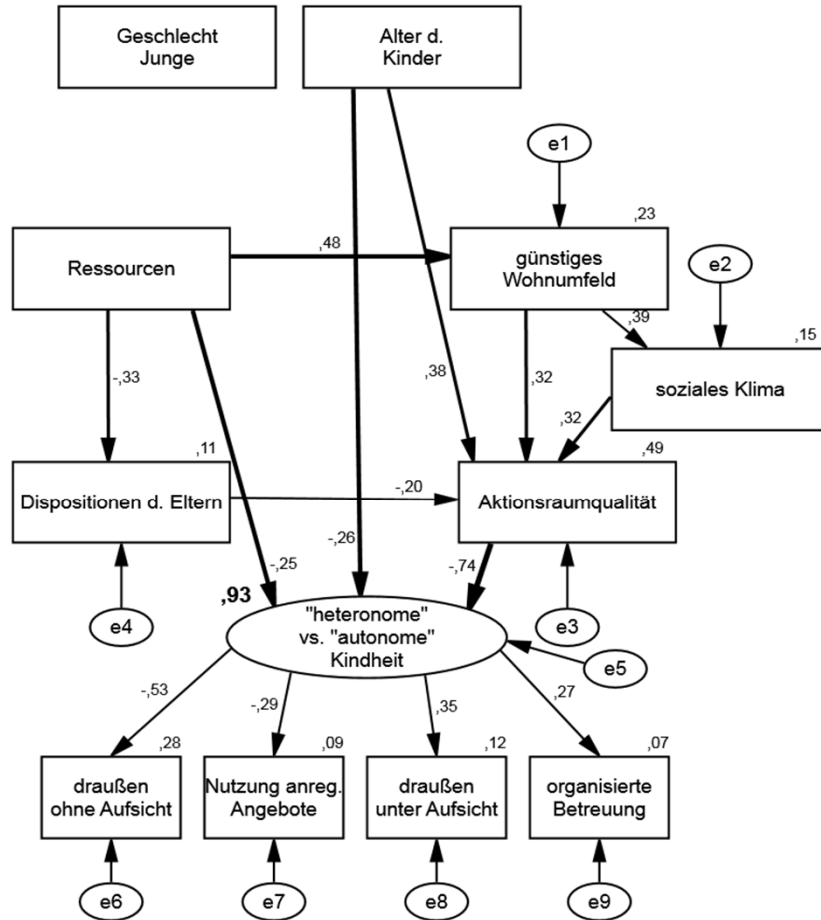 Geschlecht
Junge
Alter d.
Kinder
e1
,23
Ressourcen
,48
günstiges
Wohnumfeld
e2
,39
,15
soziales Klima
-,33
,38
,32
,32
,11
,49
Dispositionen d. Eltern
-,20
Aktionsraumqualität
-,26
-,25
-,74
,93
e4
"heteronome"
vs. "autonome"
Kindheit
e3
e5
-,53
-,29
,35
,27
,28
,09
,12
,07
draußen
ohne Aufsicht
Nutzung anreg.
Angebote
draußen
unter Aufsicht
organisierte
Betreuung
e6
e7
e8
e9